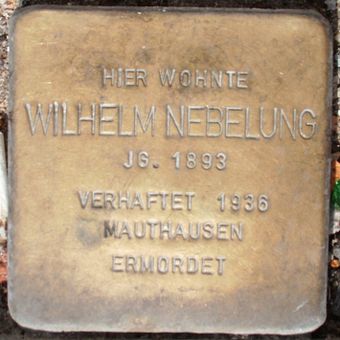 HIER WOHNTE
WILHELM NEBELUNG
JG. 1893
VERHAFTET 1936
MAUTHAUSEN
ERMORDET